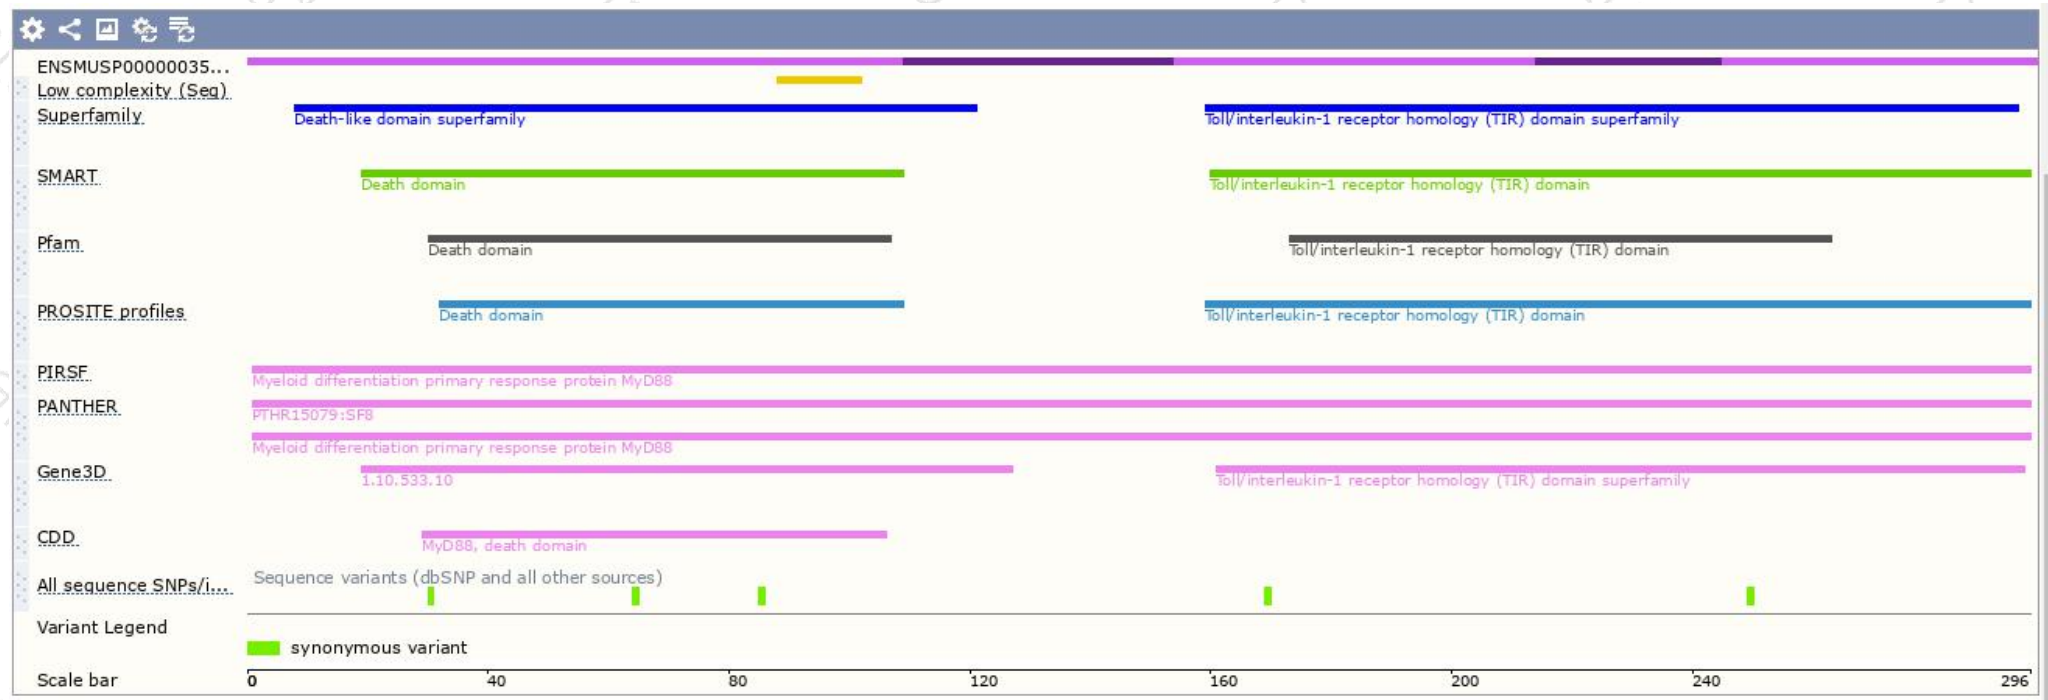 ENSMUSP00000035...
Low complexity (Seg)
Superfamily
Death-like domain superfamily
Toll/interleukin-1 receptor homology (TIR) domain superfamily
SMART
Death domain
Toll/interleukin-1 receptor homology (TIR) domain
Pfam
Death domain
Toll/interleukin-1 receptor homology (TIR) domain
PROSITE profiles
Death domain
Toll/interleukin-1 receptor homology (TIR) domain
PIRSF
Myeloid differentiation primary response protein MyD88
PANTHER
PTHR15079:SF8
Myeloid differentiation primary response protein MyD88
Gene3D
1.10.533.10
Toll/interleukin-1 receptor homology (TIR) domain superfamily
CDD
MyD88, death domain
Sequence variants (dbSNP and all other sources)
All sequence SNPs/i...
Variant Legend
synonymous variant
Scale bar 0 40 80 120 160 200 240 296